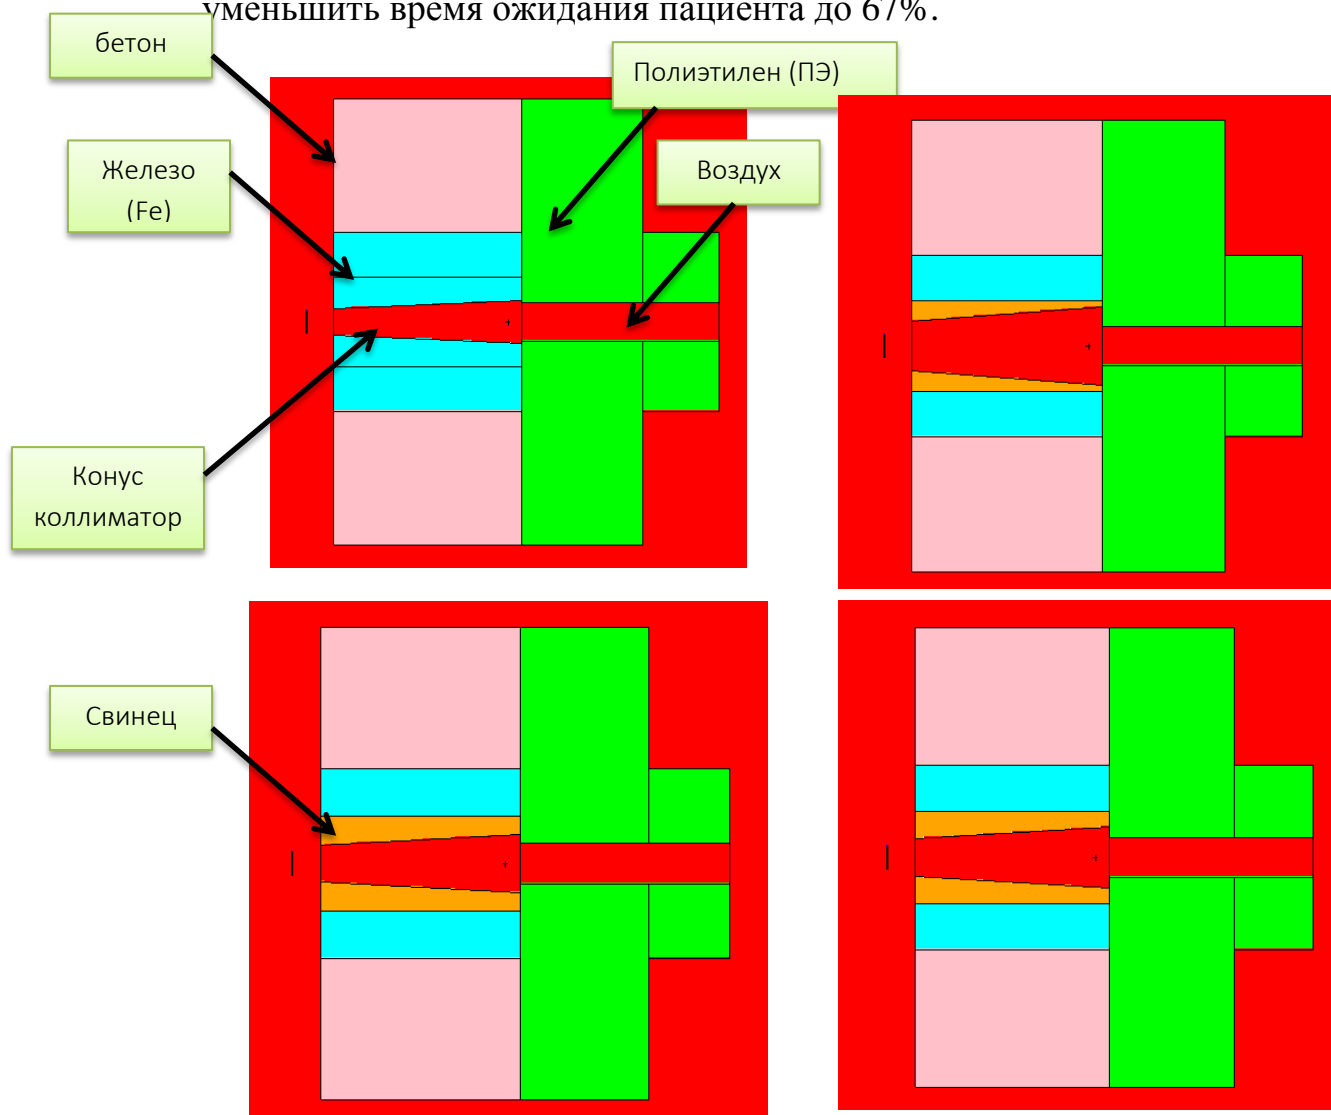 уменьшить время ожидания пациента до 67%.
бетон
Полиэтилен (ПЭ)
Железо
(Fe)
Воздух
Конус
коллиматор
Свинец